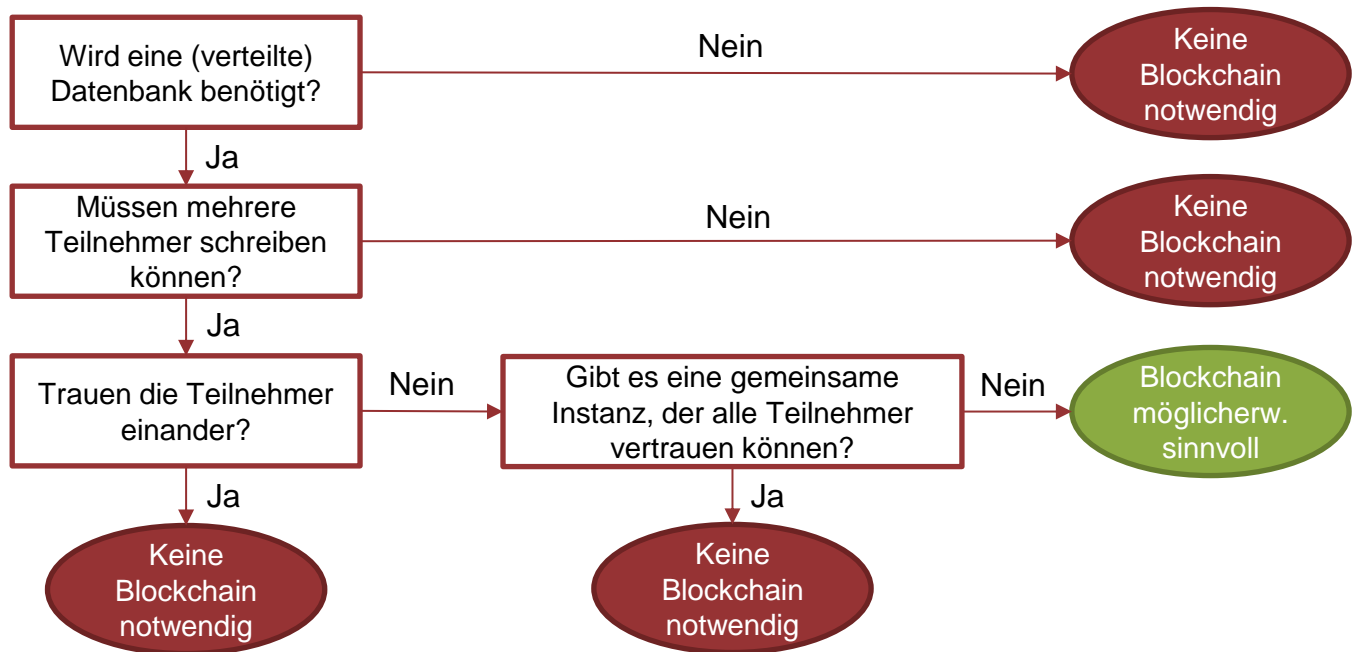 Wird eine (verteilte)
Datenbank benötigt?
Nein
Keine
Blockchain
notwendig
Ja
Müssen mehrere
Teilnehmer schreiben
können?
Nein
Keine
Blockchain
notwendig
Ja
Trauen die Teilnehmer
einander?
Nein
Gibt es eine gemeinsame
Instanz, der alle Teilnehmer
vertrauen können?
Nein
Blockchain
möglicherw.
sinnvoll
Ja
Ja
Keine
Blockchain
notwendig
Keine
Blockchain
notwendig